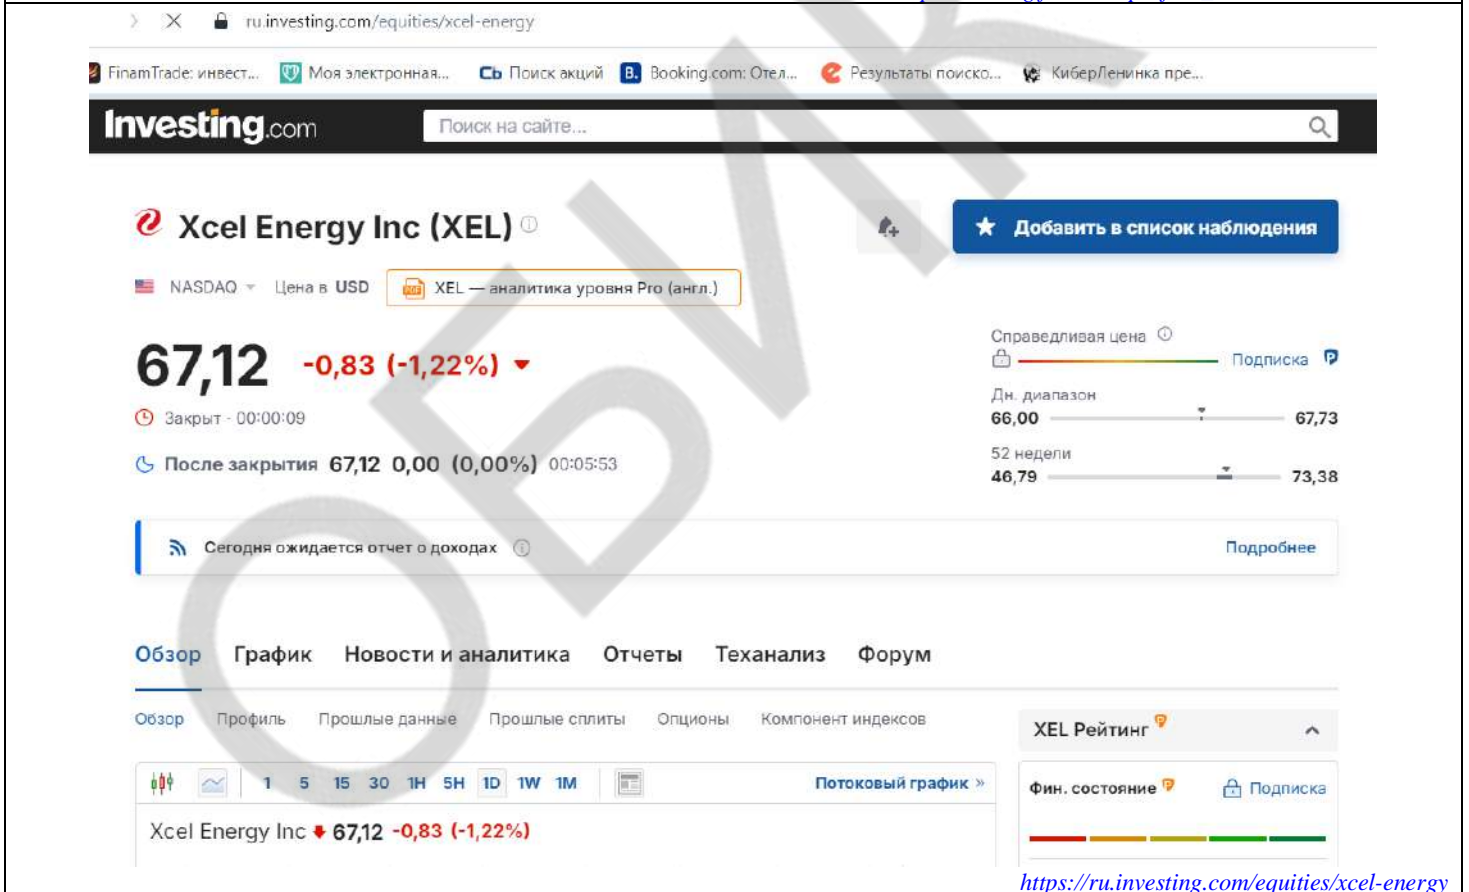 ru.investing.com/equities/xcel-energy
FinamTrade: инвест... Моя электронная... Сь Поиск акций B. Booking.com: Отел... Результаты поиско... КиберЛенинка пре...
Investing.com Поиск на сайте...
Xcel Energy Inc (XEL)
Добавить в список наблюдения
NASDAQ Цена в USD XEL — аналитика уровня Pro (англ.)
67,12 -0,83 (-1,22%)
Справедливая цена
Подписка
Закрыт - 00:00:09
Дн. диапазон
66,00 67,73
После закрытия 67,12 0,00 (0,00%) 00:05:53
52 недели
46,79 73,38
Сегодня ожидается отчет о доходах Подробнее
Обзор График Новости и аналитика Отчеты Теханализ Форум
Обзор Профиль Прошлые данные Прошлые сплиты Опционы Компонент индексов
XEL Рейтинг
1 5 15 30 1H 5H 1D 1W 1M Потоковый график »
Фин. состояние Подписка
Xcel Energy Inc 67,12 -0,83 (-1,22%)
https://ru.investing.com/equities/xcel-energy
ОБИК